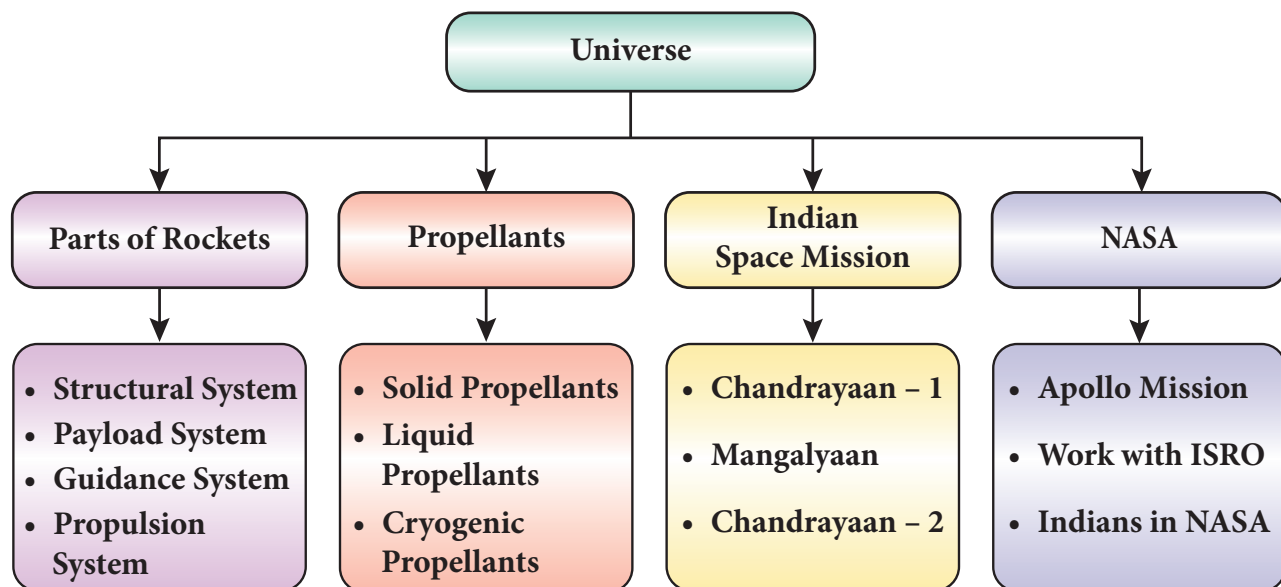 Universe
Parts of Rockets
Propellants
Indian
Space Mission
NASA
• Structural System
• Payload System
• Guidance System
• Propulsion
System
• Solid Propellants
• Liquid
Propellants
• Cryogenic
Propellants
• Chandrayaan – 1
• Mangalyaan
• Chandrayaan – 2
• Apollo Mission
• Work with ISRO
• Indians in NASA